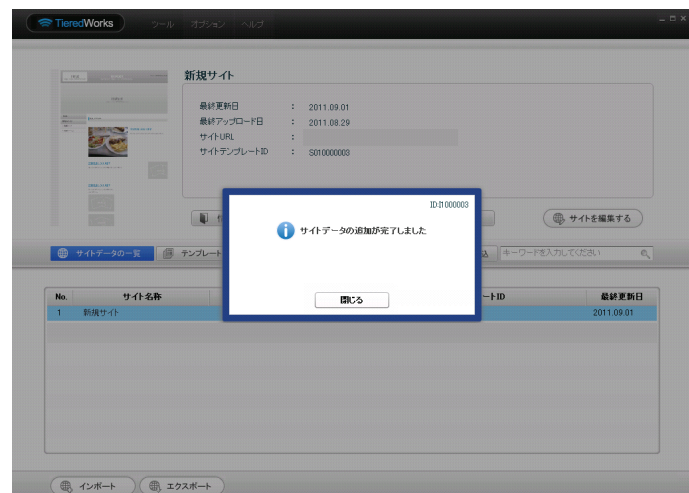 TieredWorks ツール オプション ヘルプ
新規サイト
最終更新日 : 2011.09.01
最終アップロード日 : 2011.08.29
サイトURL :
サイトテンプレートID : S010000003
ID:I1000003
サイトデータの追加が完了しました
閉じる
サイトを編集する
サイトデータの一覧 テンプレート キーワードを入力してください
No. サイト名称 ートID 最終更新日
1 新規サイト 2011.09.01
インポート エクスポート